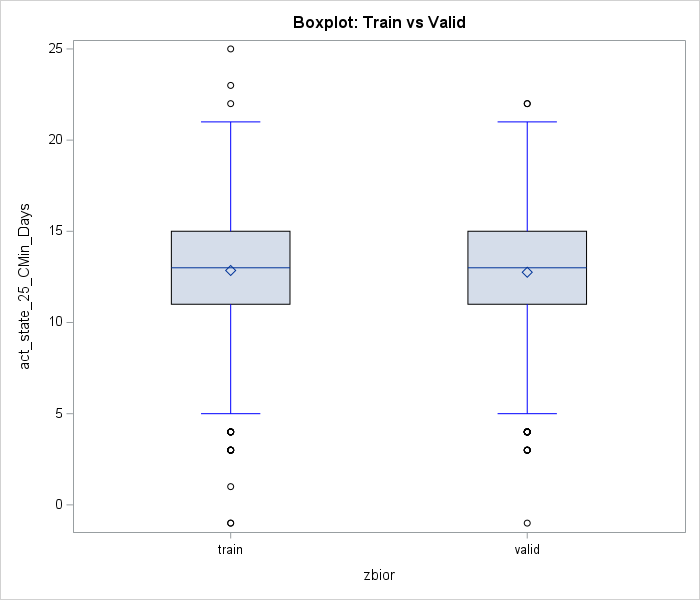 Boxplot: Train vs Valid
act_state_25_CMin_Days
25
20
15
10
5
0
train valid
zbior